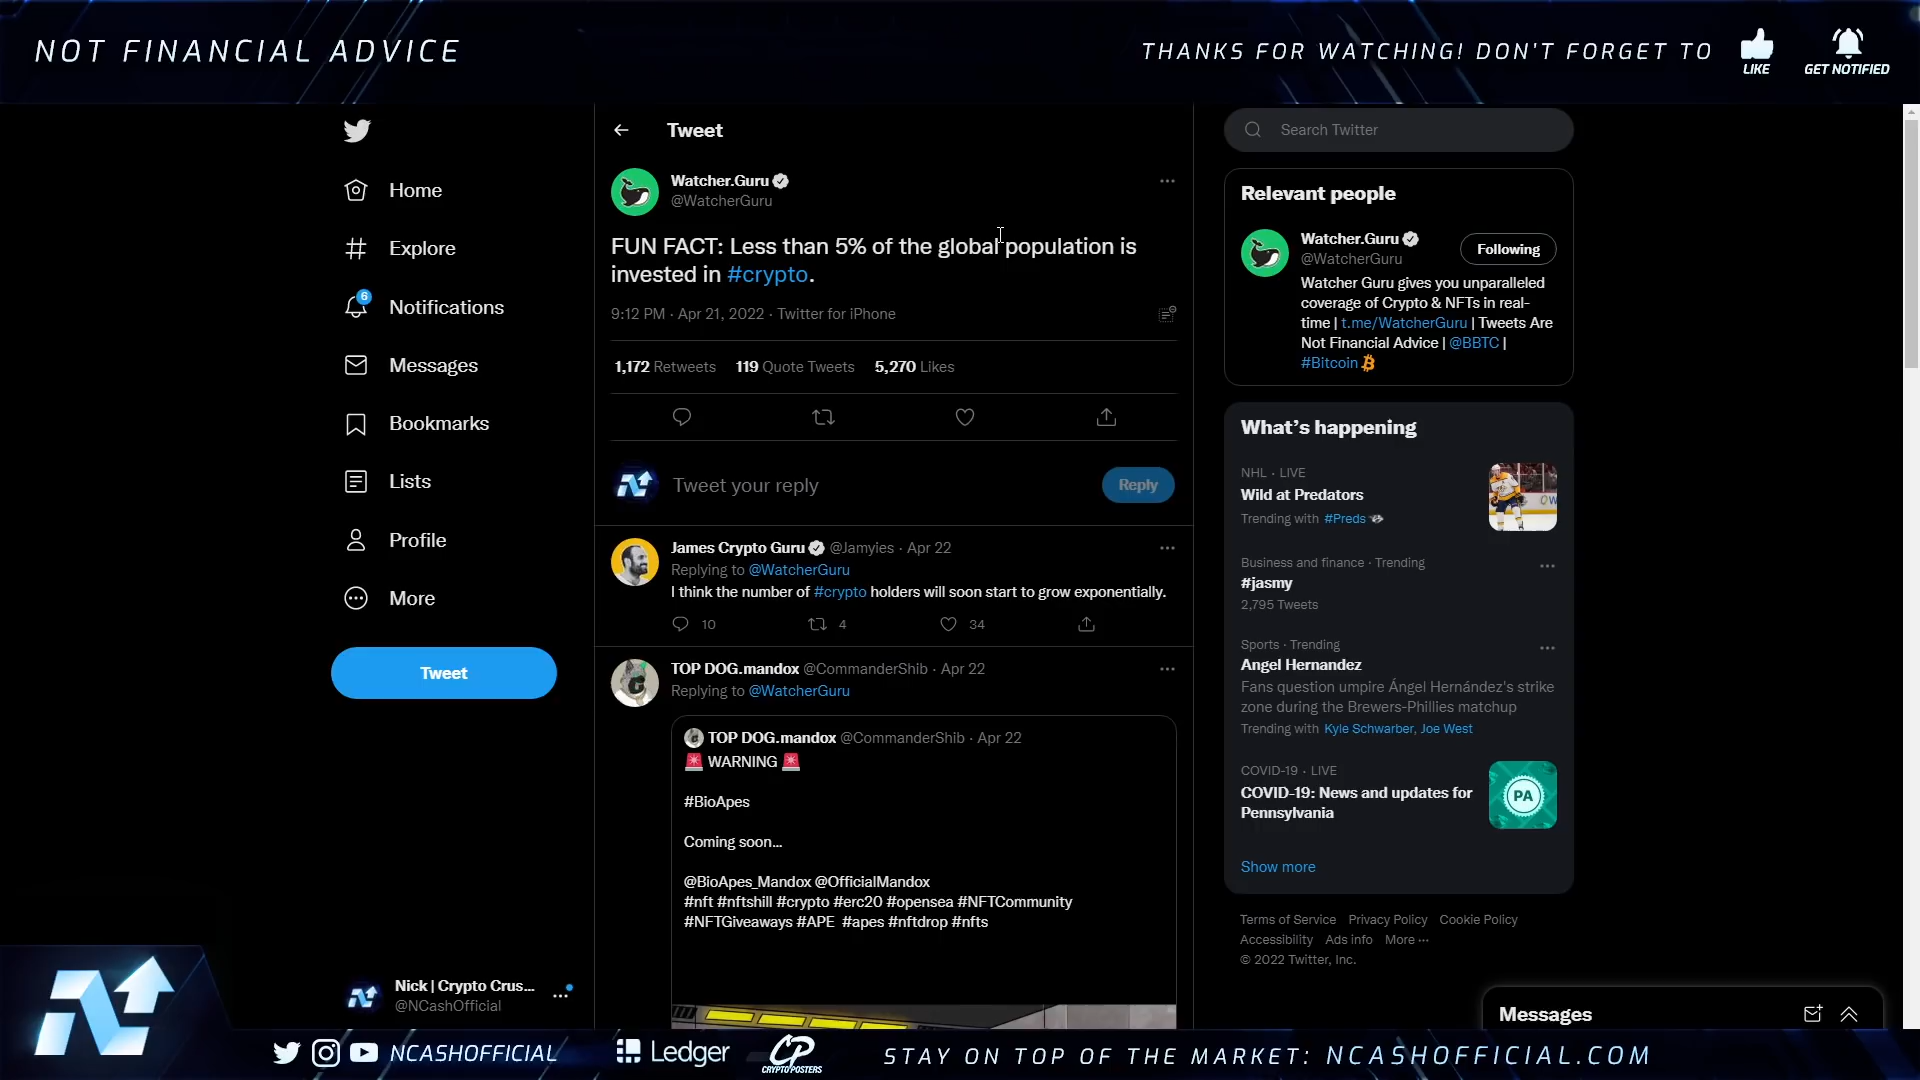 NOT FINANCIAL ADVICE
THANKS FOR WATCHING! DON'T FORGET TO
LIKE
GET NOTIFIED
Home
Explore
6
Notifications
Messages
Bookmarks
Lists
Profile
More
Tweet
Nick | Crypto Crus...
@NCashOfficial
Tweet
Watcher.Guru
@WatcherGuru
FUN FACT: Less than 5% of the global population is
invested in #crypto.
9:12 PM · Apr 21, 2022 · Twitter for iPhone
1,172 Retweets 119 Quote Tweets 5,270 Likes
Tweet your reply
Reply
James Crypto Guru @Jamyies · Apr 22
Replying to @WatcherGuru
I think the number of #crypto holders will soon start to grow exponentially.
10 4 34
TOP DOG.mandox @CommanderShib · Apr 22
Replying to @WatcherGuru
TOP DOG.mandox @CommanderShib · Apr 22
🚨 WARNING 🚨
#BioApes
Coming soon...
@BioApes_Mandox @OfficialMandox
#nft #nftshill #crypto #erc20 #opensea #NFTCommunity
#NFTGiveaways #APE #apes #nftdrop #nfts
Search Twitter
Relevant people
Watcher.Guru
@WatcherGuru
Following
Watcher Guru gives you unparalleled
coverage of Crypto & NFTs in real-
time | t.me/WatcherGuru | Tweets Are
Not Financial Advice | @BBTC |
#Bitcoin
What's happening
NHL · LIVE
Wild at Predators
Trending with #Preds
Business and finance · Trending
#jasmy
2,795 Tweets
Sports · Trending
Angel Hernandez
Fans question umpire Ángel Hernández's strike
zone during the Brewers-Phillies matchup
Trending with Kyle Schwarber, Joe West
COVID-19 · LIVE
COVID-19: News and updates for
Pennsylvania
PA
Show more
Terms of Service Privacy Policy Cookie Policy
Accessibility Ads info More ···
© 2022 Twitter, Inc.
Messages
NCASHOFFICIAL
Ledger
CP
CRYPTO POSTERS
STAY ON TOP OF THE MARKET: NCASHOFFICIAL.COM